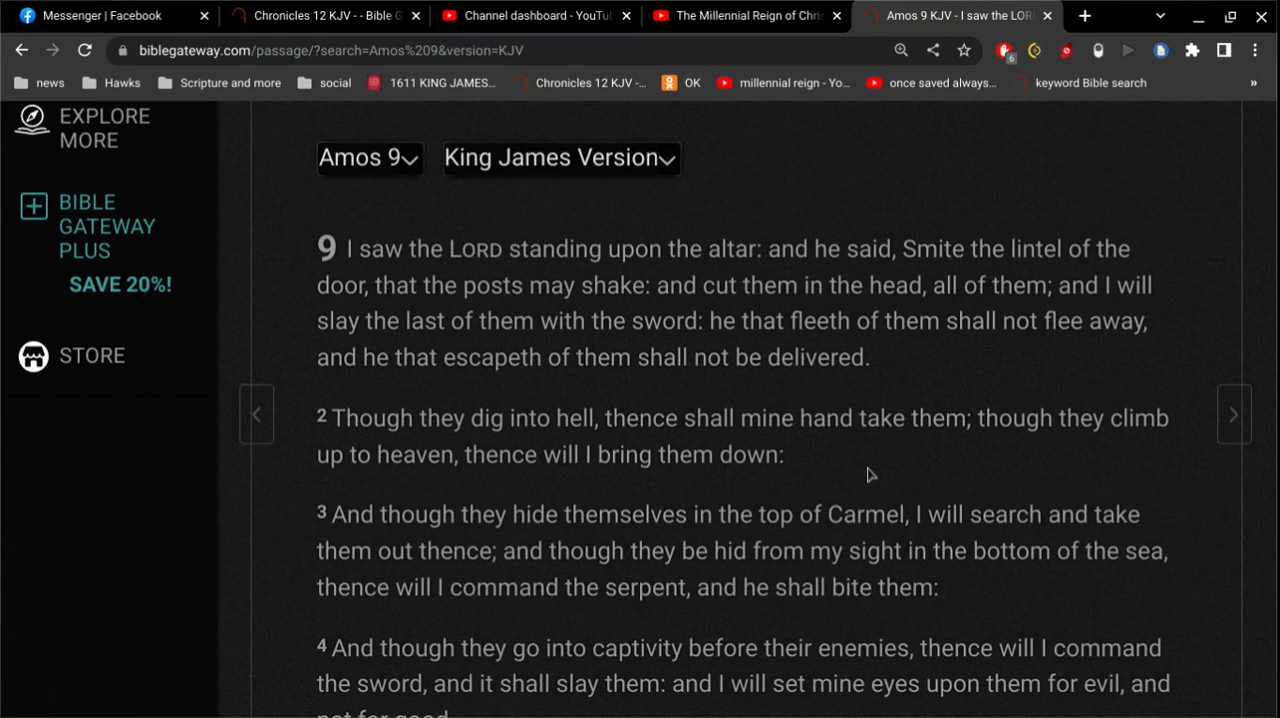 Messenger | Facebook
Chronicles 12 KJV - - Bible G
Channel dashboard - YouTu
The Millennial Reign of Chris
Amos 9 KJV - I saw the LOR
biblegateway.com/passage/?search=Amos%209&version=KJV
6
news
Hawks
Scripture and more
social
1611 KING JAMES...
Chronicles 12 KJV -...
OK
millennial reign - Yo...
once saved always...
keyword Bible search
»
EXPLORE
MORE
BIBLE
GATEWAY
PLUS
SAVE 20%!
STORE
Amos 9
King James Version
9 I saw the LORD standing upon the altar: and he said, Smite the lintel of the
door, that the posts may shake: and cut them in the head, all of them; and I will
slay the last of them with the sword: he that fleeth of them shall not flee away,
and he that escapeth of them shall not be delivered.
2 Though they dig into hell, thence shall mine hand take them; though they climb
up to heaven, thence will I bring them down:
3 And though they hide themselves in the top of Carmel, I will search and take
them out thence; and though they be hid from my sight in the bottom of the sea,
thence will I command the serpent, and he shall bite them:
4 And though they go into captivity before their enemies, thence will I command
the sword, and it shall slay them: and I will set mine eyes upon them for evil, and
not for good.